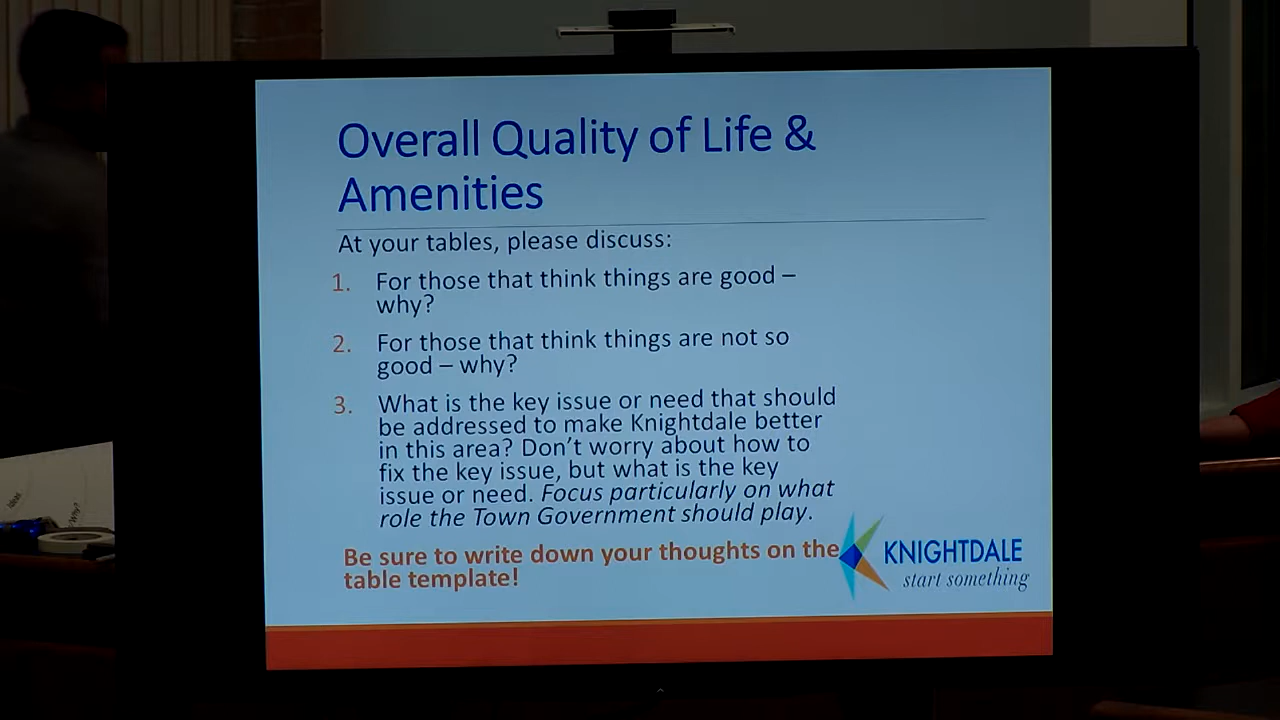 Overall Quality of Life &
Amenities
At your tables, please discuss:
1. For those that think things are good –
why?
2. For those that think things are not so
good – why?
3. What is the key issue or need that should
be addressed to make Knightdale better
in this area? Don’t worry about how to
fix the key issue, but what is the key
issue or need. Focus particularly on what
role the Town Government should play.
Be sure to write down your thoughts on the
table template!
KNIGHTDALE
start something
Ideas
Why?